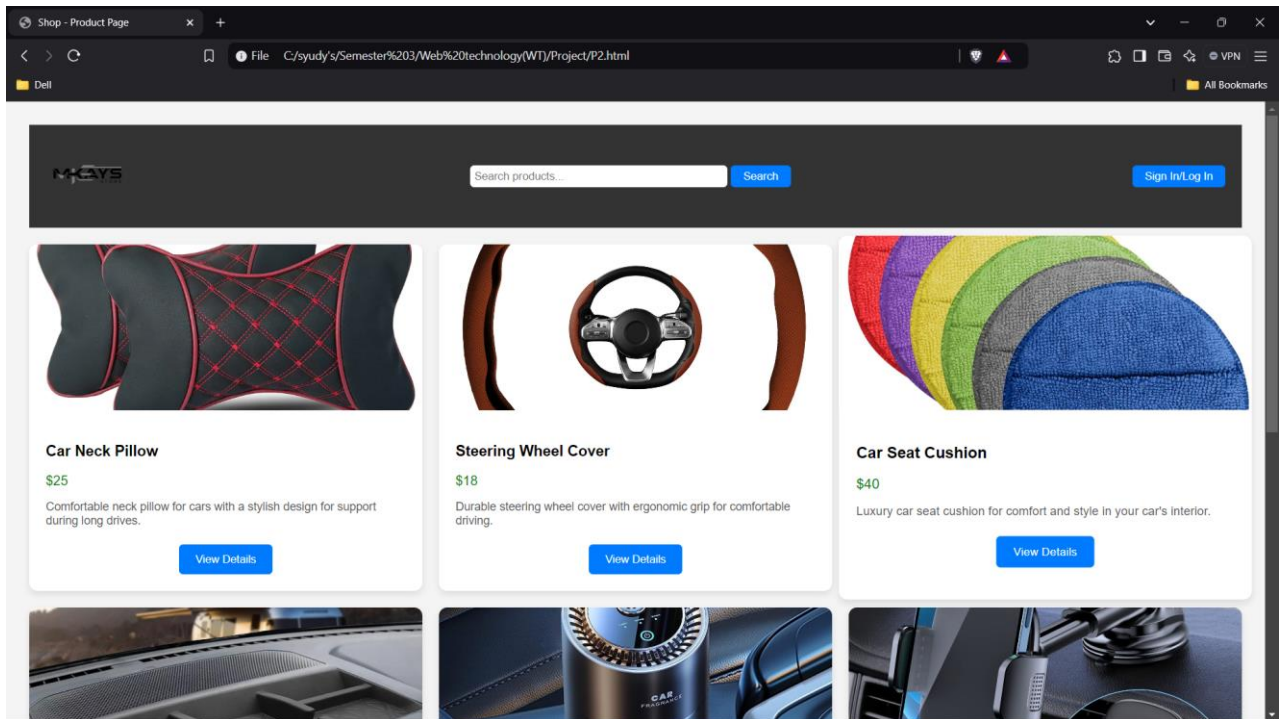 Shop - Product Page
File C:/syudy's/Semester%203/Web%20technology(WT)/Project/P2.html
VPN
Dell
All Bookmarks
MKAYS
Search products...
Search
Sign In/Log In
Car Neck Pillow
$25
Comfortable neck pillow for cars with a stylish design for support
during long drives.
View Details
Steering Wheel Cover
$18
Durable steering wheel cover with ergonomic grip for comfortable
driving.
View Details
Car Seat Cushion
$40
Luxury car seat cushion for comfort and style in your car's interior.
View Details
CAR
FRAGRANCE